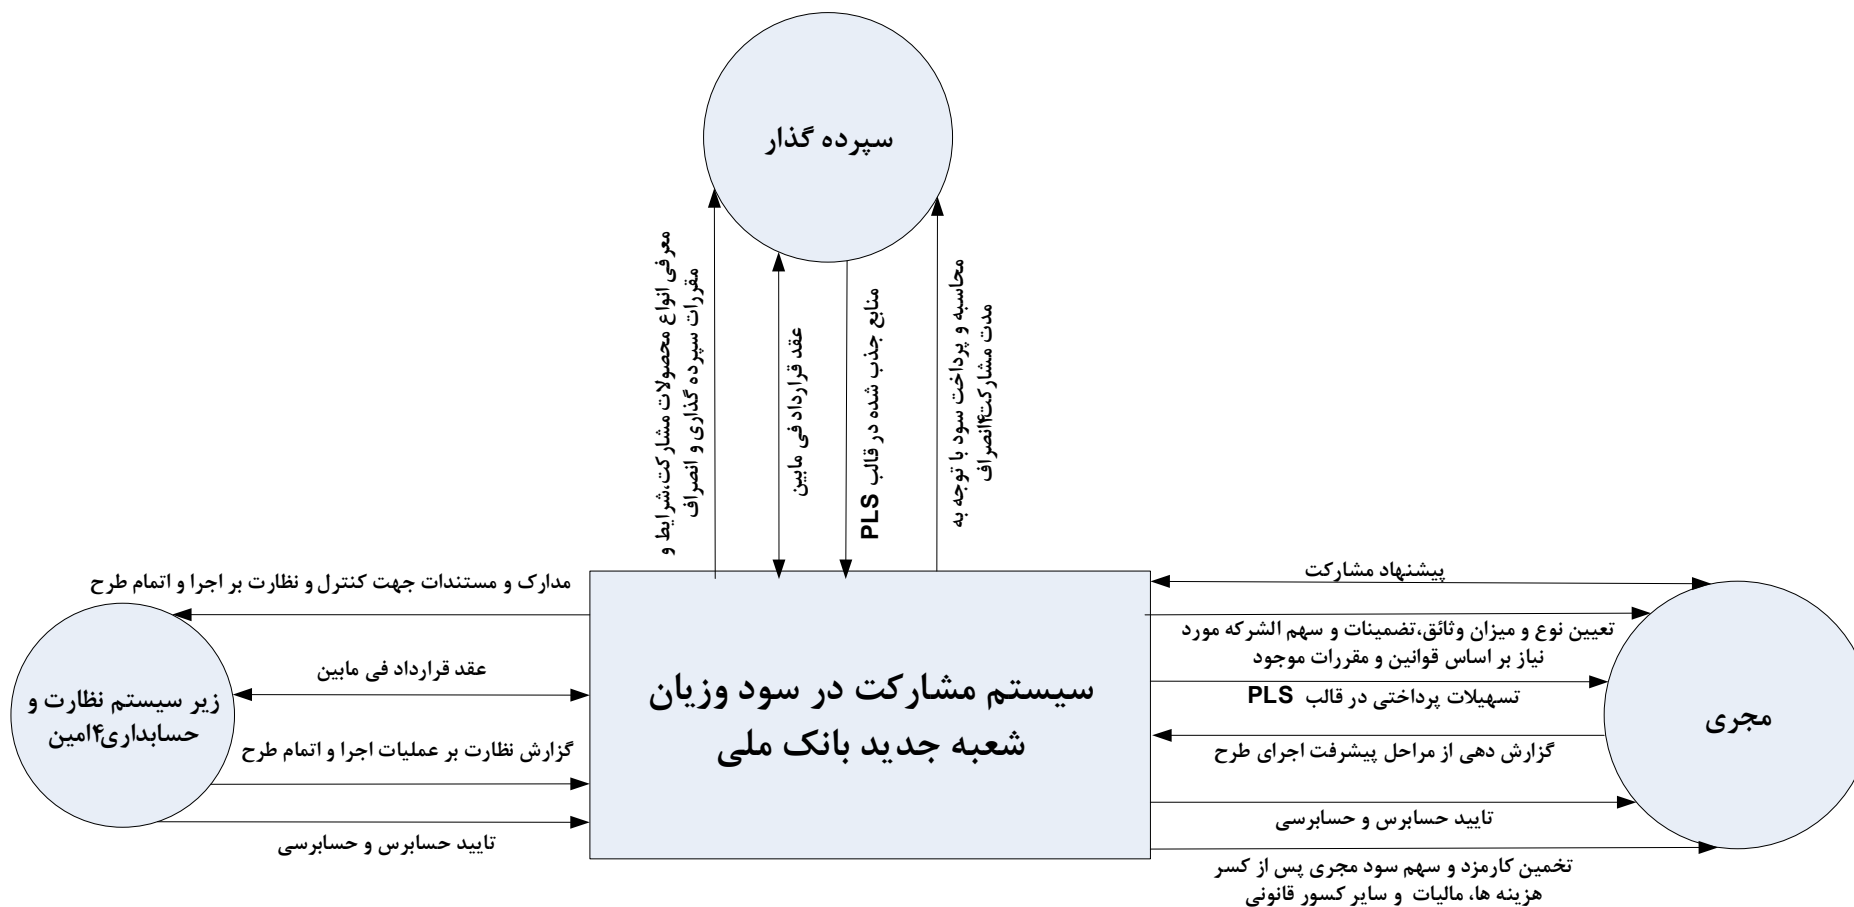 سپرده گذار
معرفی انواع محصولات مشارکت،شرایط و
مقررات سپرده گذاری و انصراف
عقد قرارداد فی مابین
منابع جذب شده در قالب PLS
محاسبه و پرداخت سود با توجه به
مدت مشارکت۴انصراف
مدارک و مستندات جهت کنترل و نظارت بر اجرا و اتمام طرح
عقد قرارداد فی مابین
زیر سیستم نظارت و
حسابداری۴امین
گزارش نظارت بر عملیات اجرا و اتمام طرح
تایید حسابرس و حسابرسی
سیستم مشارکت در سود وزیان
شعبه جدید بانک ملی
پیشنهاد مشارکت
تعیین نوع و میزان وثائق،تضمینات و سهم الشرکه مورد
نیاز بر اساس قوانین و مقررات موجود
تسهیلات پرداختی در قالب PLS
مجری
گزارش دهی از مراحل پیشرفت اجرای طرح
تایید حسابرس و حسابرسی
تخمین کارمزد و سهم سود مجری پس از کسر
هزینه ها، مالیات و سایر کسور قانونی